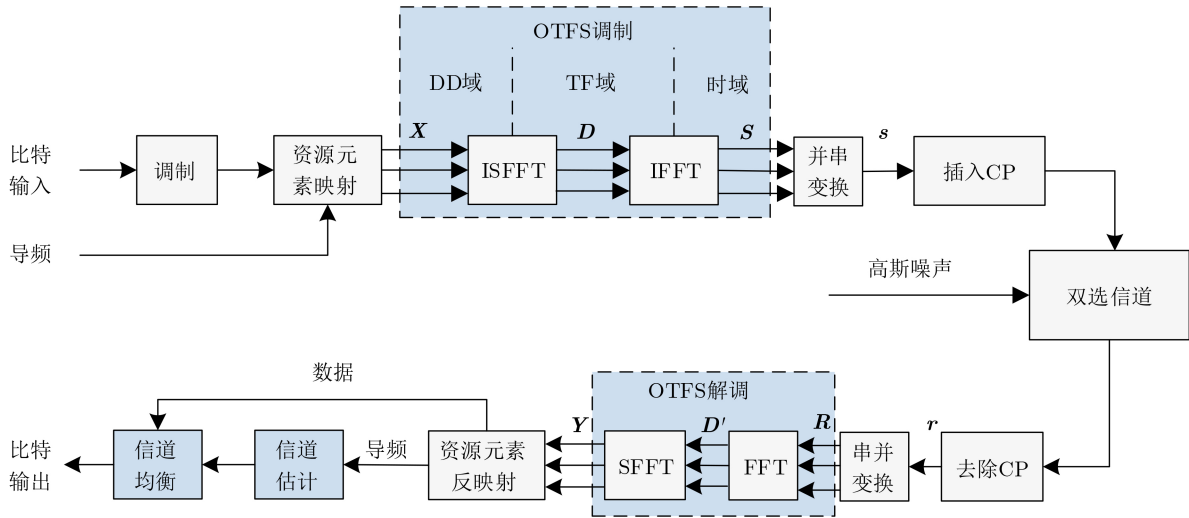 OTFS调制
DD域
TF域
时域
比特
输入
调制
资源元
素映射
X
ISFFT
D
IFFT
S
并串
变换
s
插入CP
导频
高斯噪声
双选信道
数据
OTFS解调
比特
输出
信道
均衡
信道
估计
导频
资源元素
反映射
Y
SFFT
D′
FFT
R
串并
变换
r
去除CP